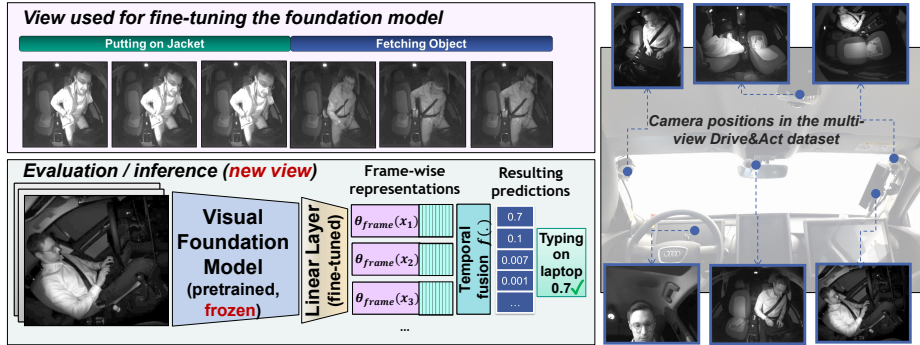 View used for fine-tuning the foundation model
Putting on Jacket
Fetching Object
Evaluation / inference (new view)
Visual
Foundation
Model
(pretrained,
frozen)
Linear Layer
(fine-tuned)
Frame-wise
representations
θframe(x1)
θframe(x2)
θframe(x3)
...
Temporal
fusion f(.)
Resulting
predictions
0.7
0.1
0.007
0.001
...
Typing
on
laptop
0.7✓
Camera positions in the multi-
view Drive&Act dataset